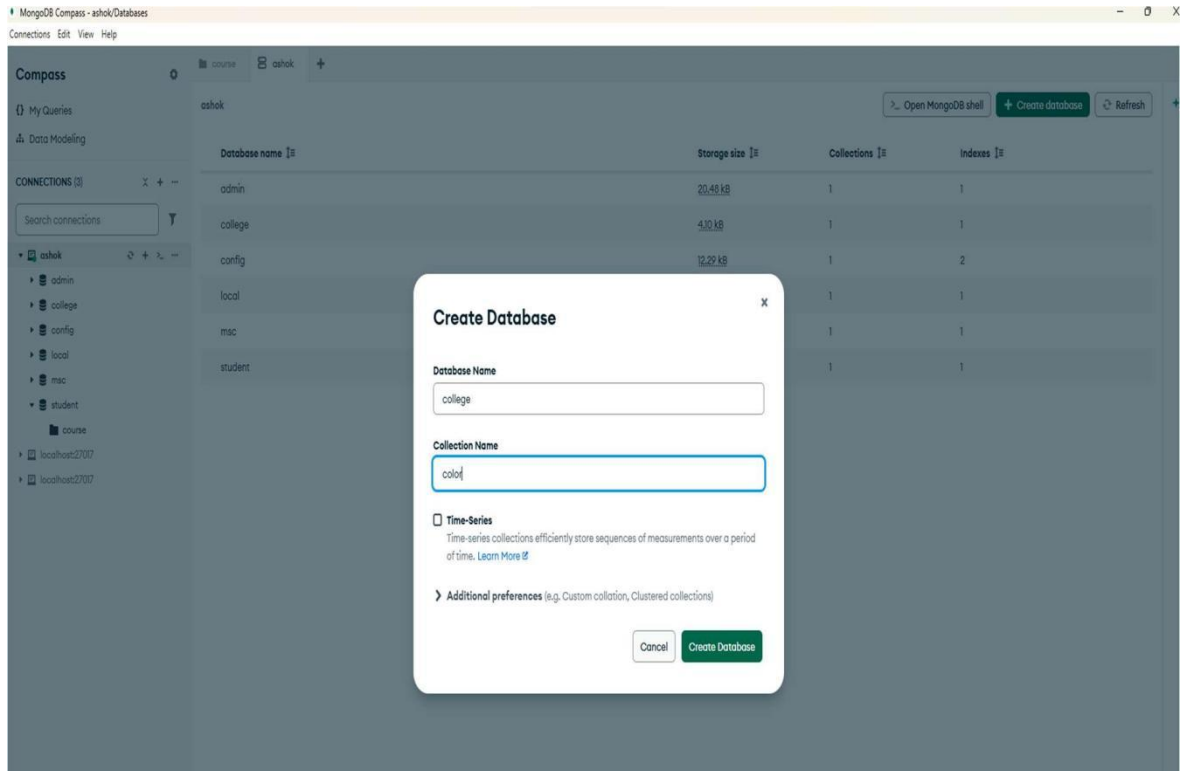 MongoDB Compass - ashok/Databases
Connections Edit View Help
Compass
course
ashok
{} My Queries
Data Modeling
ashok
>_ Open MongoDB shell
+ Create database
Refresh
CONNECTIONS (3)
Search connections
ashok
admin
college
config
local
msc
student
course
localhost:27017
localhost:27017
Database name Storage size Collections Indexes
admin 20.48 kB 1 1
college 4.10 kB 1 1
config 12.29 kB 1 2
local 1 1
msc 1 1
student 1 1
Create Database
x
Database Name
college
Collection Name
color
Time-Series
Time-series collections efficiently store sequences of measurements over a period
of time. Learn More
Additional preferences (e.g. Custom collation, Clustered collections)
Cancel Create Database